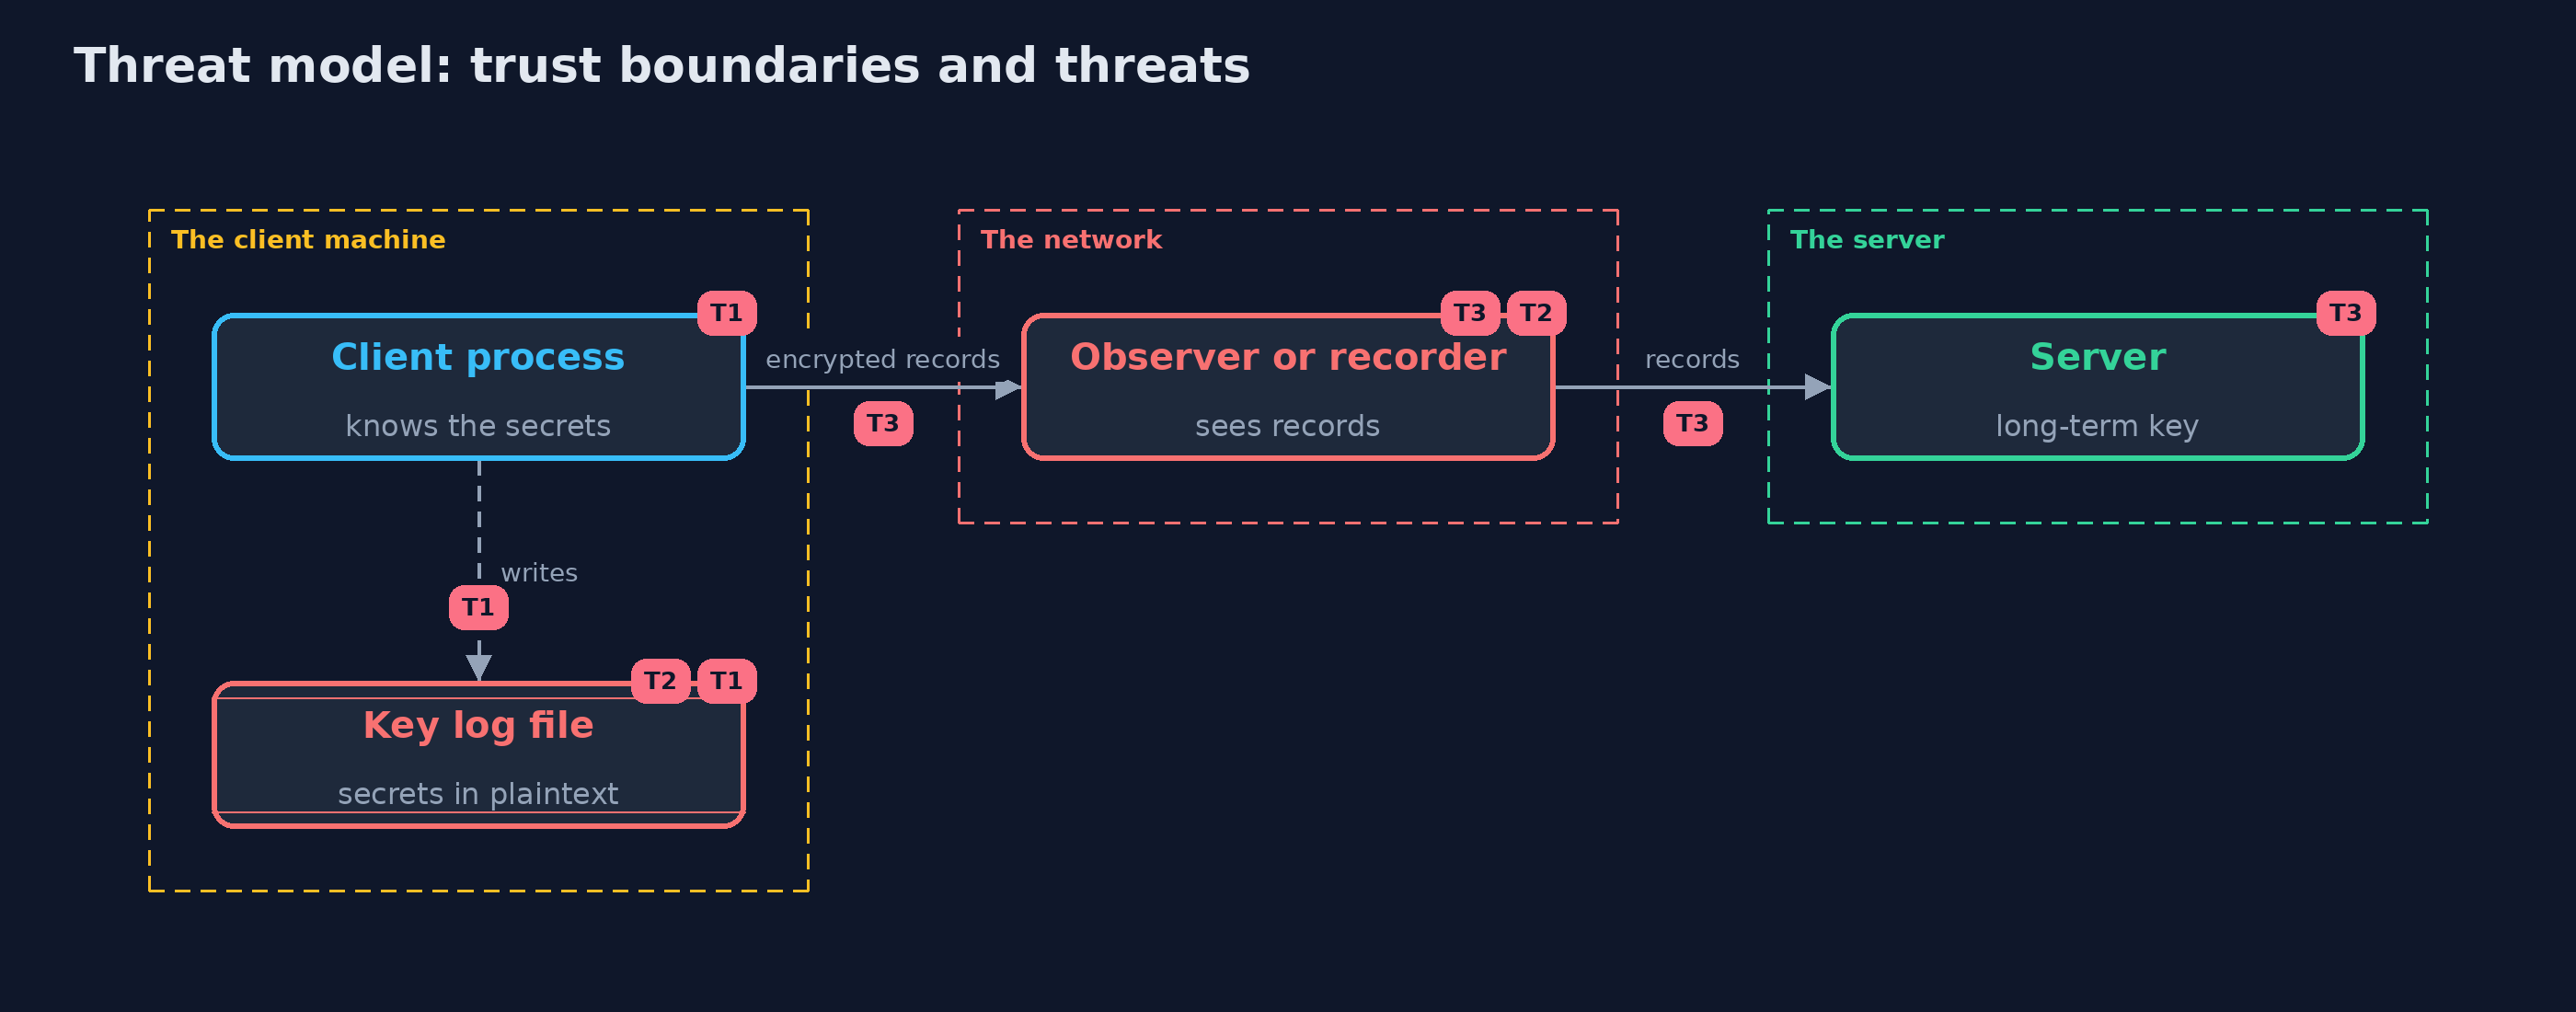 Threat model: trust boundaries and threats
The client machine
T1
Client process
knows the secrets
writes
T1
T2 T1
Key log file
secrets in plaintext
encrypted records
T3
The network
T3 T2
Observer or recorder
sees records
records
T3
The server
T3
Server
long-term key